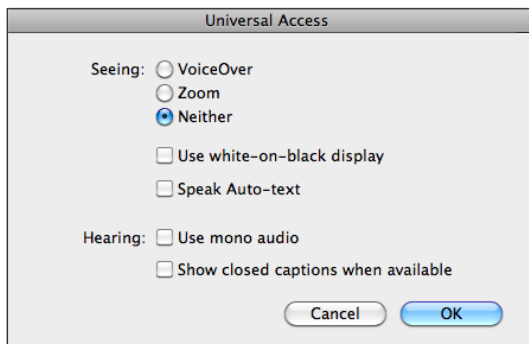 Universal Access
Seeing: VoiceOver
Zoom
Neither
Use white-on-black display
Speak Auto-text
Hearing: Use mono audio
Show closed captions when available
Cancel OK